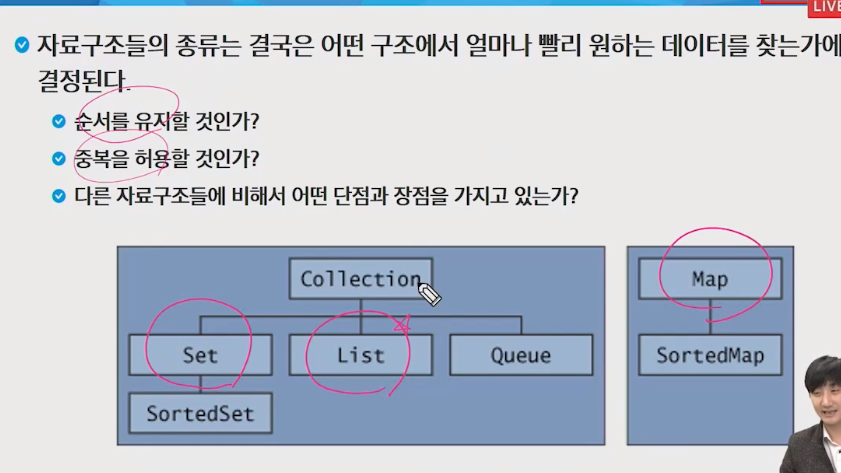 LIVE
자료구조들의 종류는 결국은 어떤 구조에서 얼마나 빨리 원하는 데이터를 찾는가에
결정된다.
순서를 유지할 것인가?
중복을 허용할 것인가?
다른 자료구조들에 비해서 어떤 단점과 장점을 가지고 있는가?
Collection
Map
Set
List
Queue
SortedMap
SortedSet